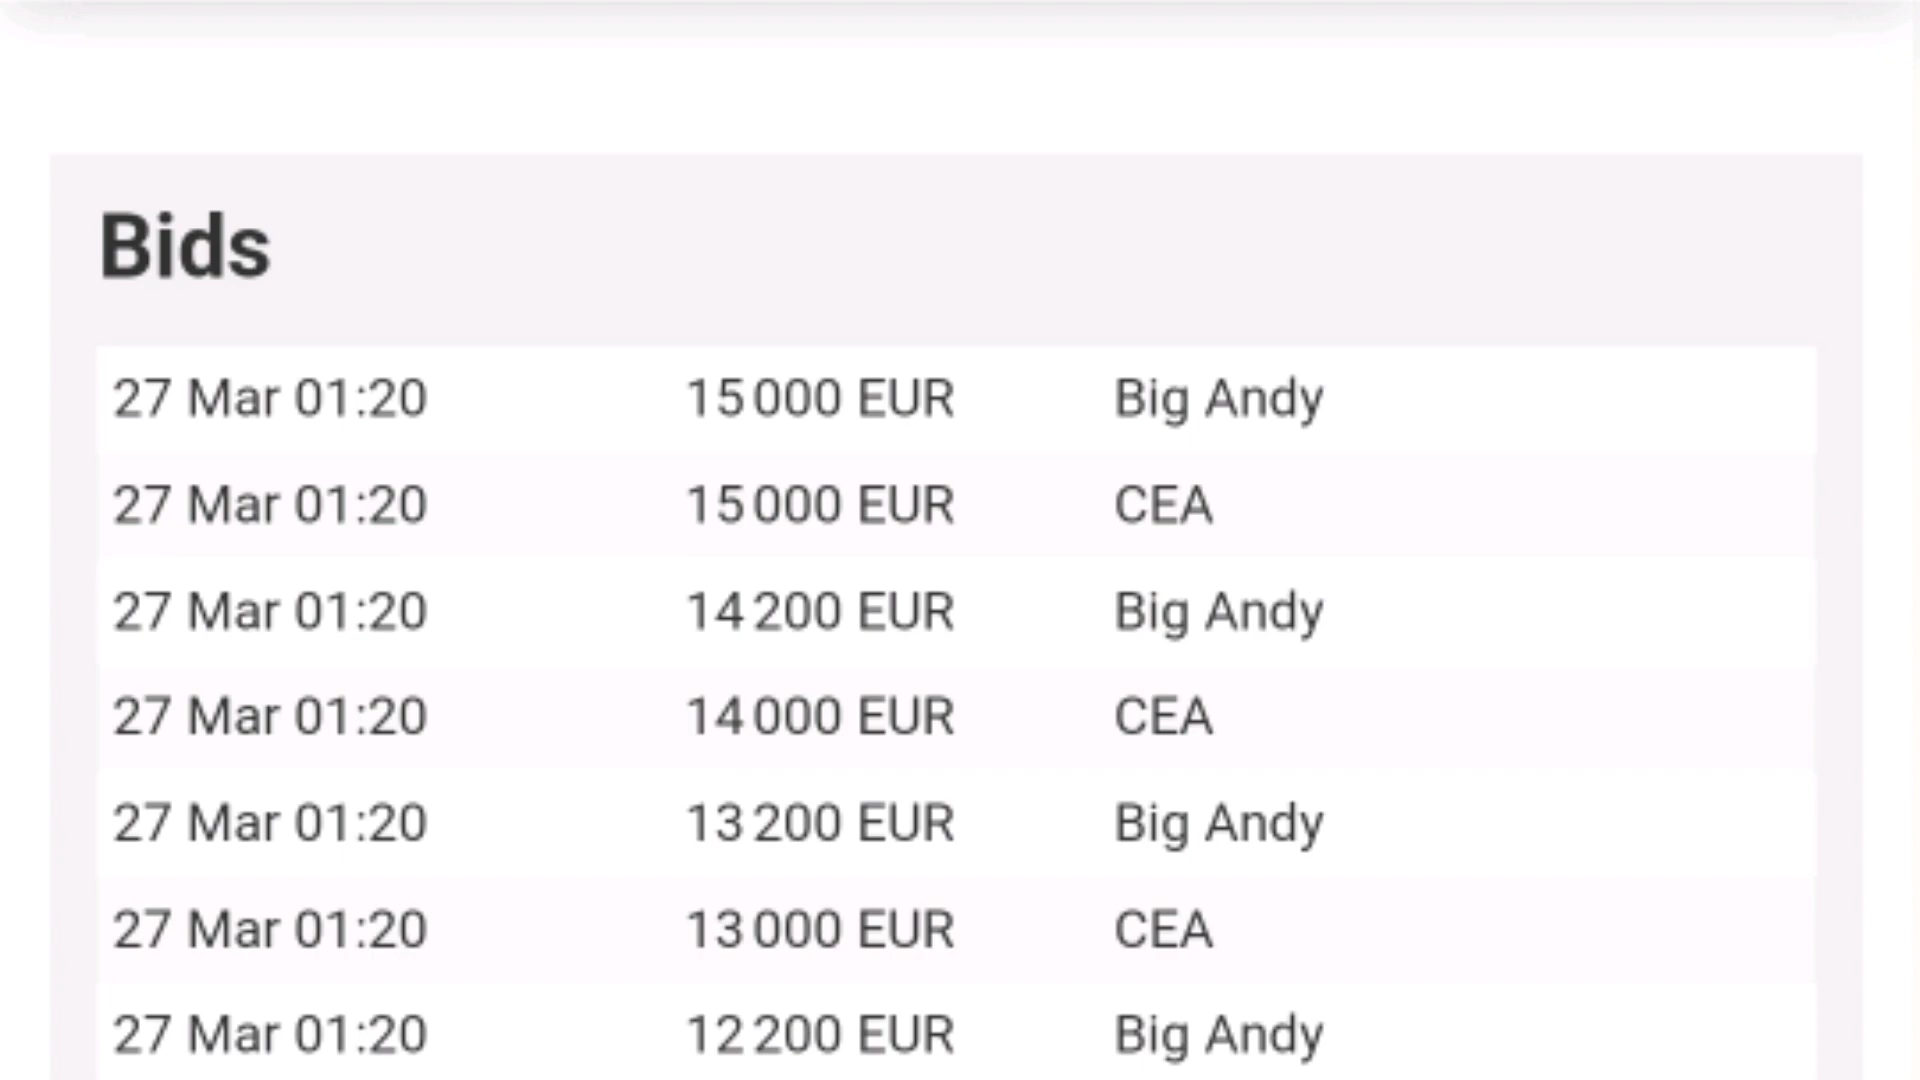 Bids
27 Mar 01:20 15 000 EUR Big Andy
27 Mar 01:20 15 000 EUR CEA
27 Mar 01:20 14 200 EUR Big Andy
27 Mar 01:20 14 000 EUR CEA
27 Mar 01:20 13 200 EUR Big Andy
27 Mar 01:20 13 000 EUR CEA
27 Mar 01:20 12 200 EUR Big Andy